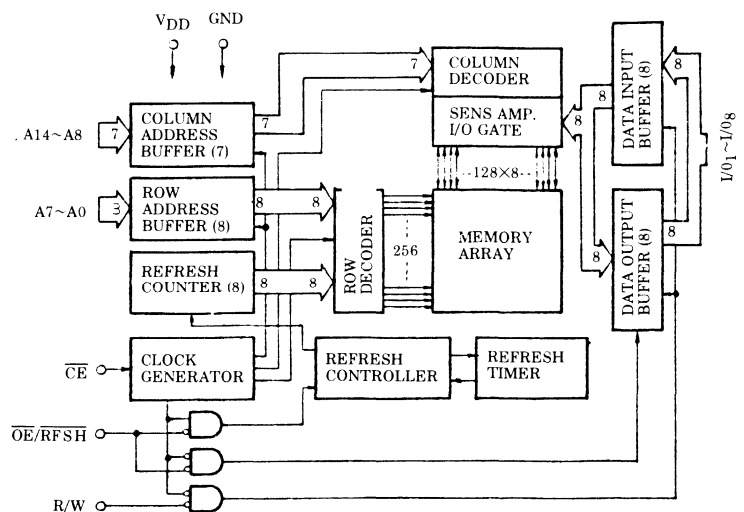 VDD GND
A14~A8
7
COLUMN
ADDRESS
BUFFER (7)
7
7
COLUMN
DECODER
SENS AMP.
I/O GATE
8
8
DATA INPUT
BUFFER (8)
8
I/O1~I/O8
A7~A0
3
ROW
ADDRESS
BUFFER (8)
8
8
128×8
REFRESH
COUNTER (8)
8
8
ROW
DECODER
256
MEMORY
ARRAY
8
DATA OUTPUT
BUFFER (8)
8
CE
CLOCK
GENERATOR
REFRESH
CONTROLLER
REFRESH
TIMER
OE/RFSH
R/W